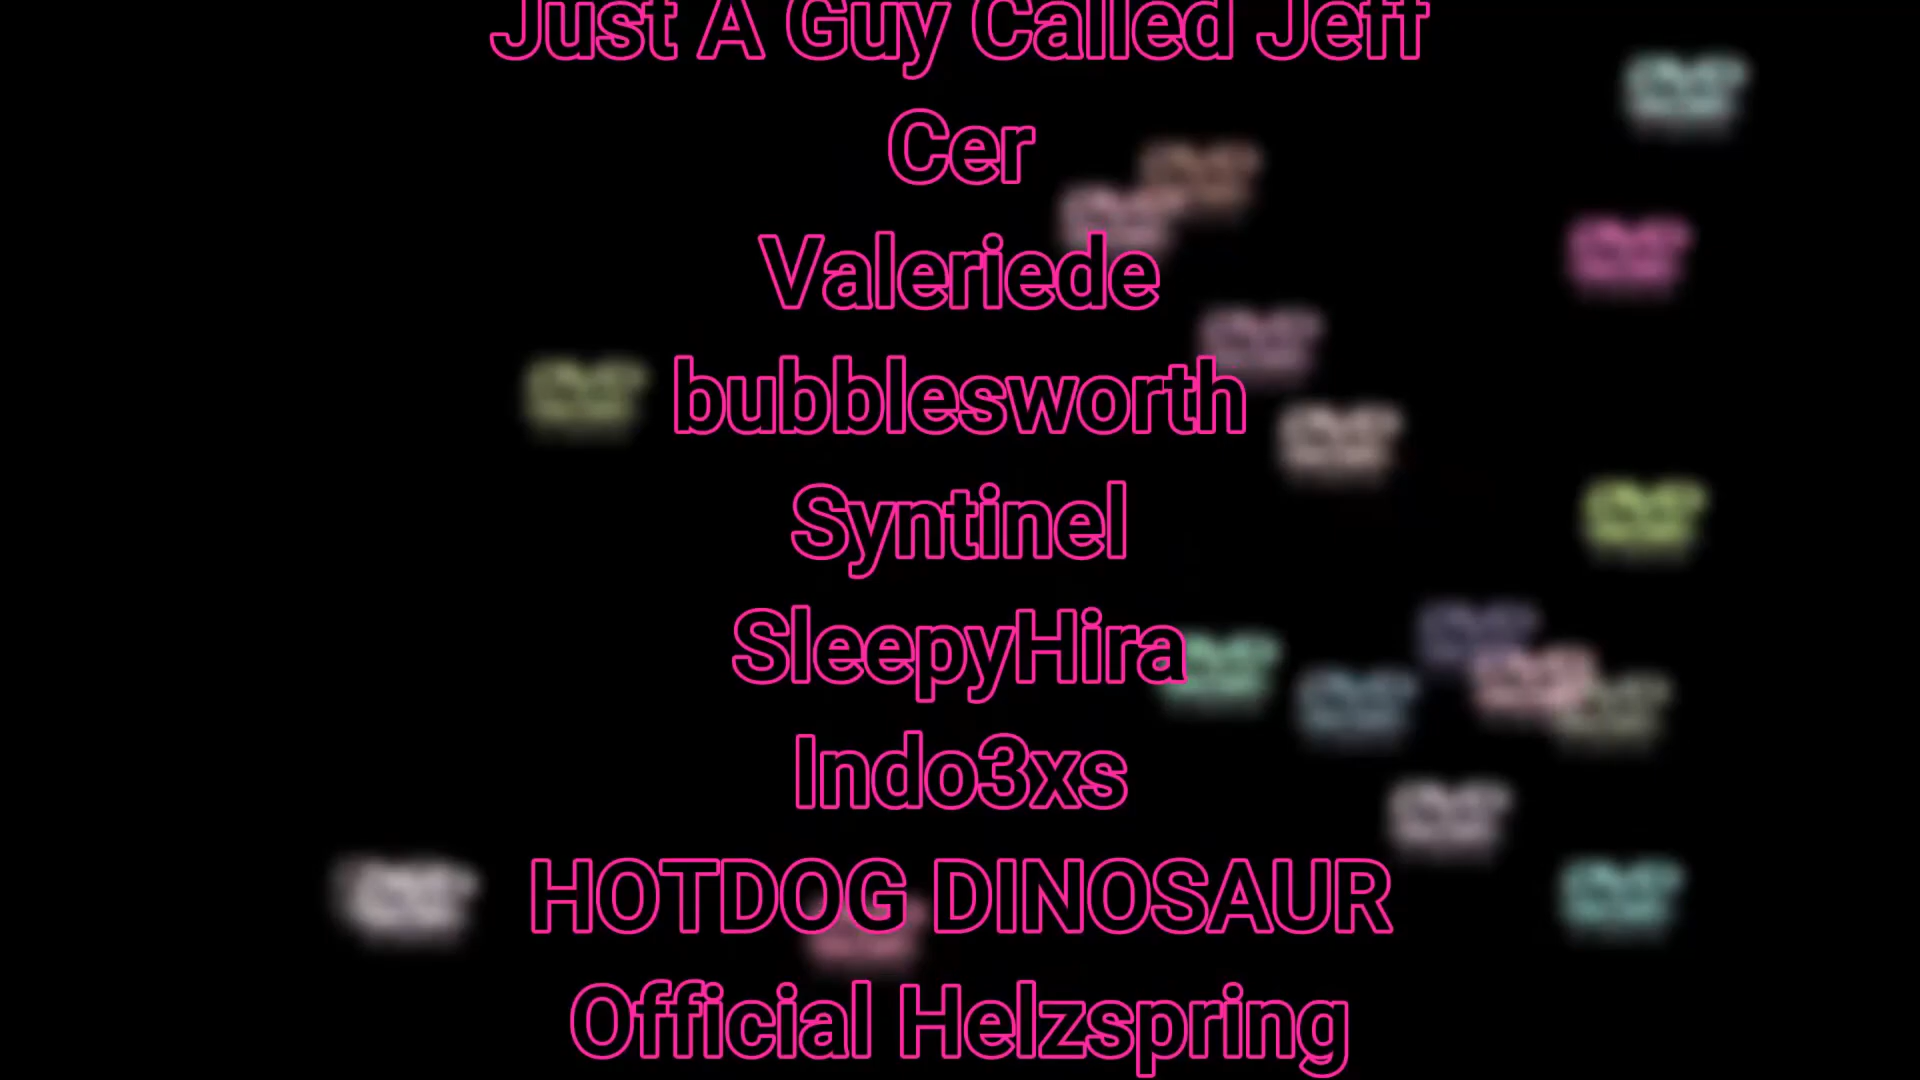 Just A Guy Called Jeff
Cer
Valeriede
bubblesworth
Syntinel
SleepyHira
Indo3xs
HOTDOG DINOSAUR
Official Helzspring